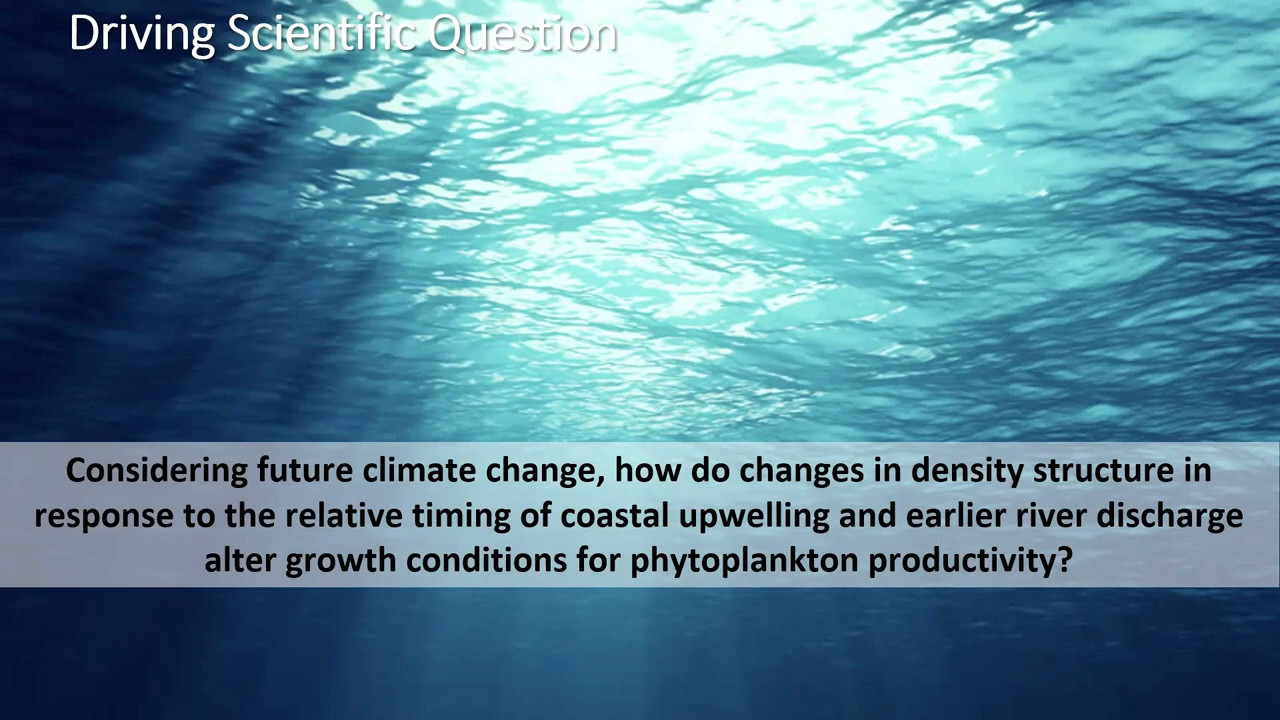 Driving Scientific Question
Considering future climate change, how do changes in density structure in
response to the relative timing of coastal upwelling and earlier river discharge
alter growth conditions for phytoplankton productivity?